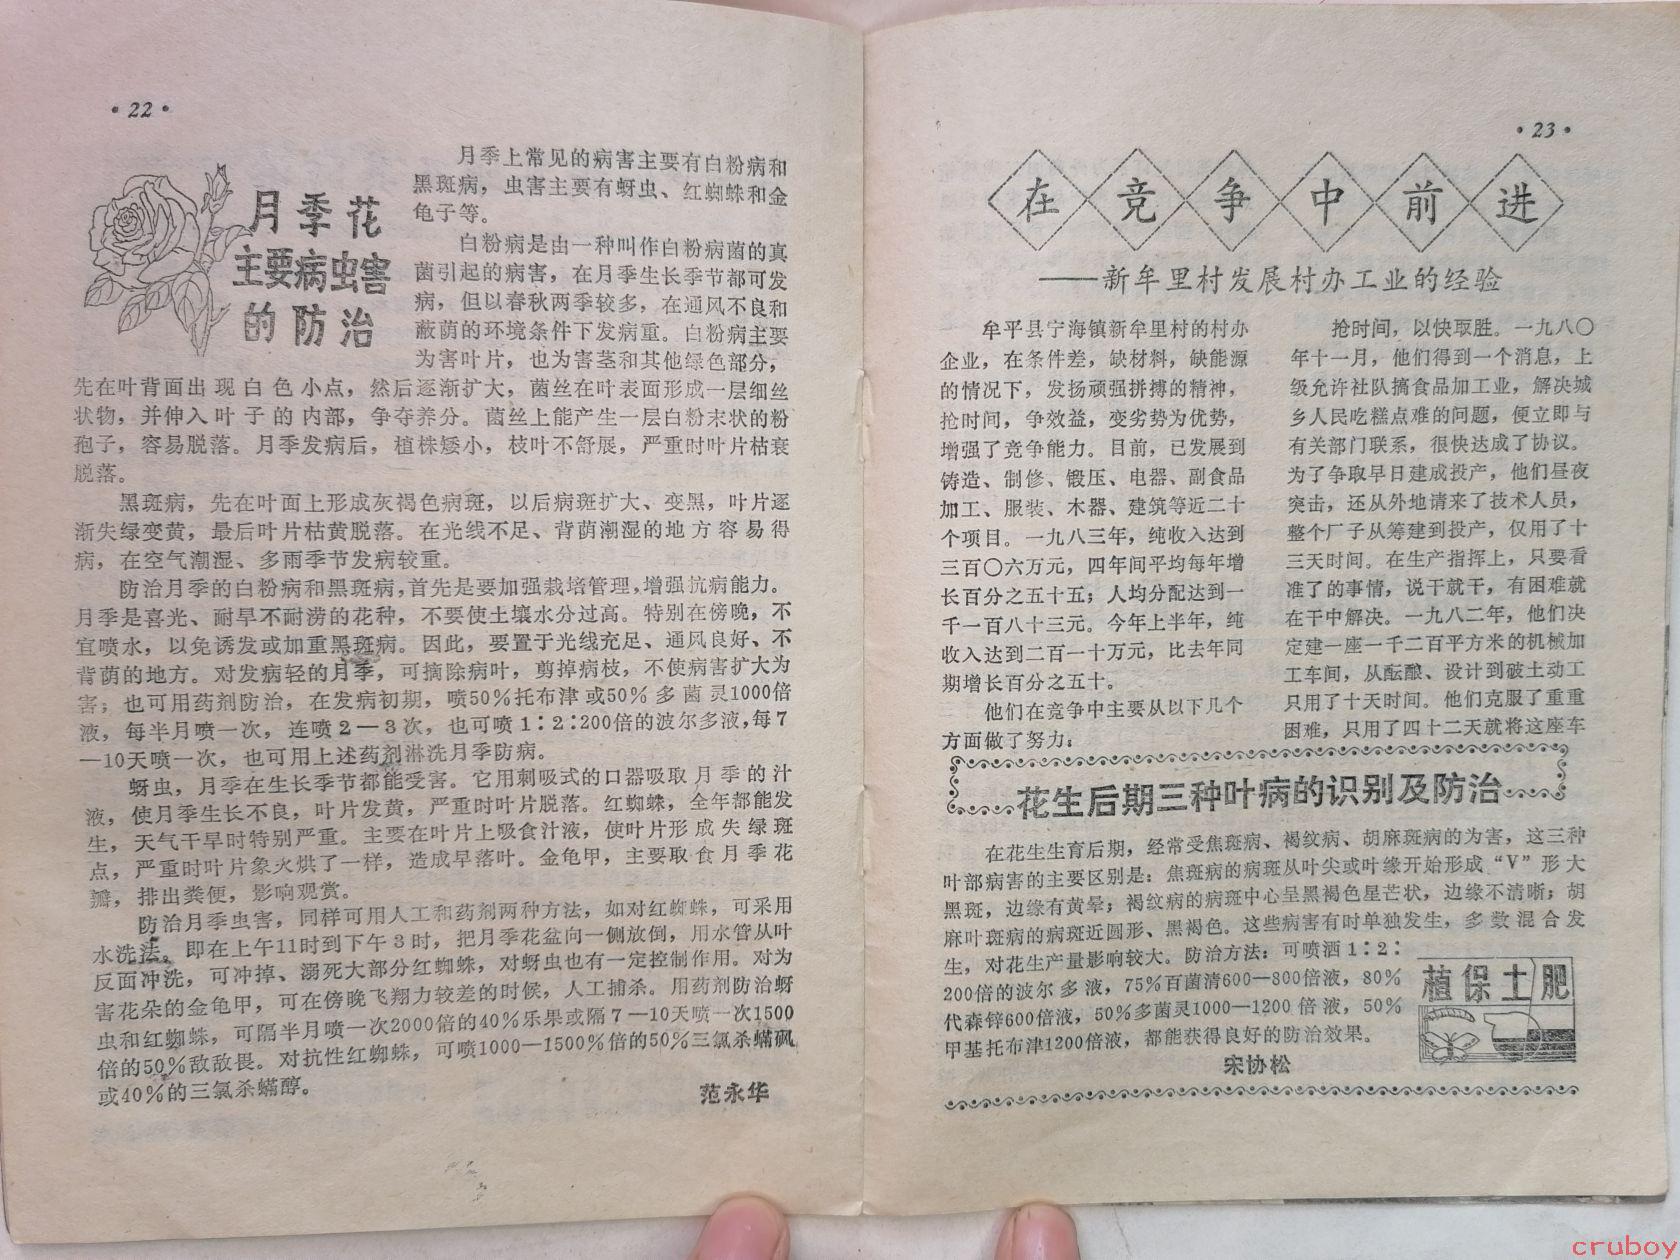 ·22·
月季花
主要病虫害
的防治
月季上常见的病害主要有白粉病和
黑斑病，虫害主要有蚜虫、红蜘蛛和金
龟子等。
白粉病是由一种叫作白粉病菌的真
菌引起的病害，在月季生长季节都可发
病，但以春秋两季较多，在通风不良和
蔽荫的环境条件下发病重。白粉病主要
为害叶片，也为害茎和其他绿色部分，
先在叶背面出现白色小点，然后逐渐扩大，菌丝在叶表面形成一层细丝
状物，并伸入叶子的内部，争夺养分。菌丝上能产生一层白粉末状的粉
孢子，容易脱落。月季发病后，植株矮小，枝叶不舒展，严重时叶片枯衰
脱落。
黑斑病，先在叶面上形成灰褐色病斑，以后病斑扩大、变黑，叶片逐
渐失绿变黄，最后叶片枯黄脱落。在光线不足、背荫潮湿的地方容易得
病，在空气潮湿、多雨季节发病较重。
防治月季的白粉病和黑斑病，首先是要加强栽培管理，增强抗病能力。
月季是喜光、耐旱不耐涝的花种，不要使土壤水分过高。特别在傍晚，不
宜喷水，以免诱发或加重黑斑病。因此，要置于光线充足、通风良好、不
背荫的地方。对发病轻的月季，可摘除病叶，剪掉病枝，不使病害扩大为
害；也可用药剂防治，在发病初期，喷50％托布津或50％多菌灵1000倍
液，每半月喷一次，连喷2—3次，也可喷1：2：200倍的波尔多液，每7
—10天喷一次，也可用上述药剂淋洗月季防病。
蚜虫，月季在生长季节都能受害。它用刺吸式的口器吸取月季的汁
液，使月季生长不良，叶片发黄，严重时叶片脱落。红蜘蛛，全年都能发
生，天气干旱时特别严重。主要在叶片上吸食汁液，使叶片形成失绿斑
点，严重时叶片象火烘了一样，造成早落叶。金龟甲，主要取食月季花
瓣，排出粪便，影响观赏。
防治月季虫害，同样可用人工和药剂两种方法，如对红蜘蛛，可采用
水洗法。即在上午11时到下午3时，把月季花盆向一侧放倒，用水管从叶
反面冲洗，可冲掉、溺死大部分红蜘蛛，对蚜虫也有一定控制作用。对为
害花朵的金龟甲，可在傍晚飞翔力较差的时候，人工捕杀。用药剂防治蚜
虫和红蜘蛛，可隔半月喷一次2000倍的40％乐果或隔7—10天喷一次1500
倍的50％敌敌畏。对抗性红蜘蛛，可喷1000—1500％倍的50％三氯杀螨砜
或40％的三氯杀螨醇。
范永华
·23·
在竞争中前进
——新牟里村发展村办工业的经验
牟平县宁海镇新牟里村的村办
企业，在条件差，缺材料，缺能源
的情况下，发扬顽强拼搏的精神，
抢时间，争效益，变劣势为优势，
增强了竞争能力。目前，已发展到
铸造、制修、锻压、电器、副食品
加工、服装、木器、建筑等近二十
个项目。一九八三年，纯收入达到
三百〇六万元，四年间平均每年增
长百分之五十五；人均分配达到一
千一百八十三元。今年上半年，纯
收入达到二百一十万元，比去年同
期增长百分之五十。
他们在竞争中主要从以下几个
方面做了努力：
抢时间，以快取胜。一九八〇
年十一月，他们得到一个消息，上
级允许社队搞食品加工业，解决城
乡人民吃糕点难的问题，便立即与
有关部门联系，很快达成了协议。
为了争取早日建成投产，他们昼夜
突击，还从外地请来了技术人员，
整个厂子从筹建到投产，仅用了十
三天时间。在生产指挥上，只要看
准了的事情，说干就干，有困难就
在干中解决。一九八二年，他们决
定建一座一千二百平方米的机械加
工车间，从酝酿、设计到破土动工
只用了十天时间。他们克服了重重
困难，只用了四十二天就将这座车
花生后期三种叶病的识别及防治
在花生生育后期，经常受焦斑病、褐纹病、胡麻斑病的为害，这三种
叶部病害的主要区别是：焦斑病的病斑从叶尖或叶缘开始形成“V”形大
黑斑，边缘有黄晕；褐纹病的病斑中心呈黑褐色星芒状，边缘不清晰；胡
麻叶斑病的病斑近圆形、黑褐色。这些病害有时单独发生，多数混合发
生，对花生产量影响较大。防治方法：可喷洒1：2：
200倍的波尔多液，75％百菌清600—800倍液，80％
代森锌600倍液，50％多菌灵1000—1200倍液，50％
甲基托布津1200倍液，都能获得良好的防治效果。
宋协松
植保土肥
cruboy